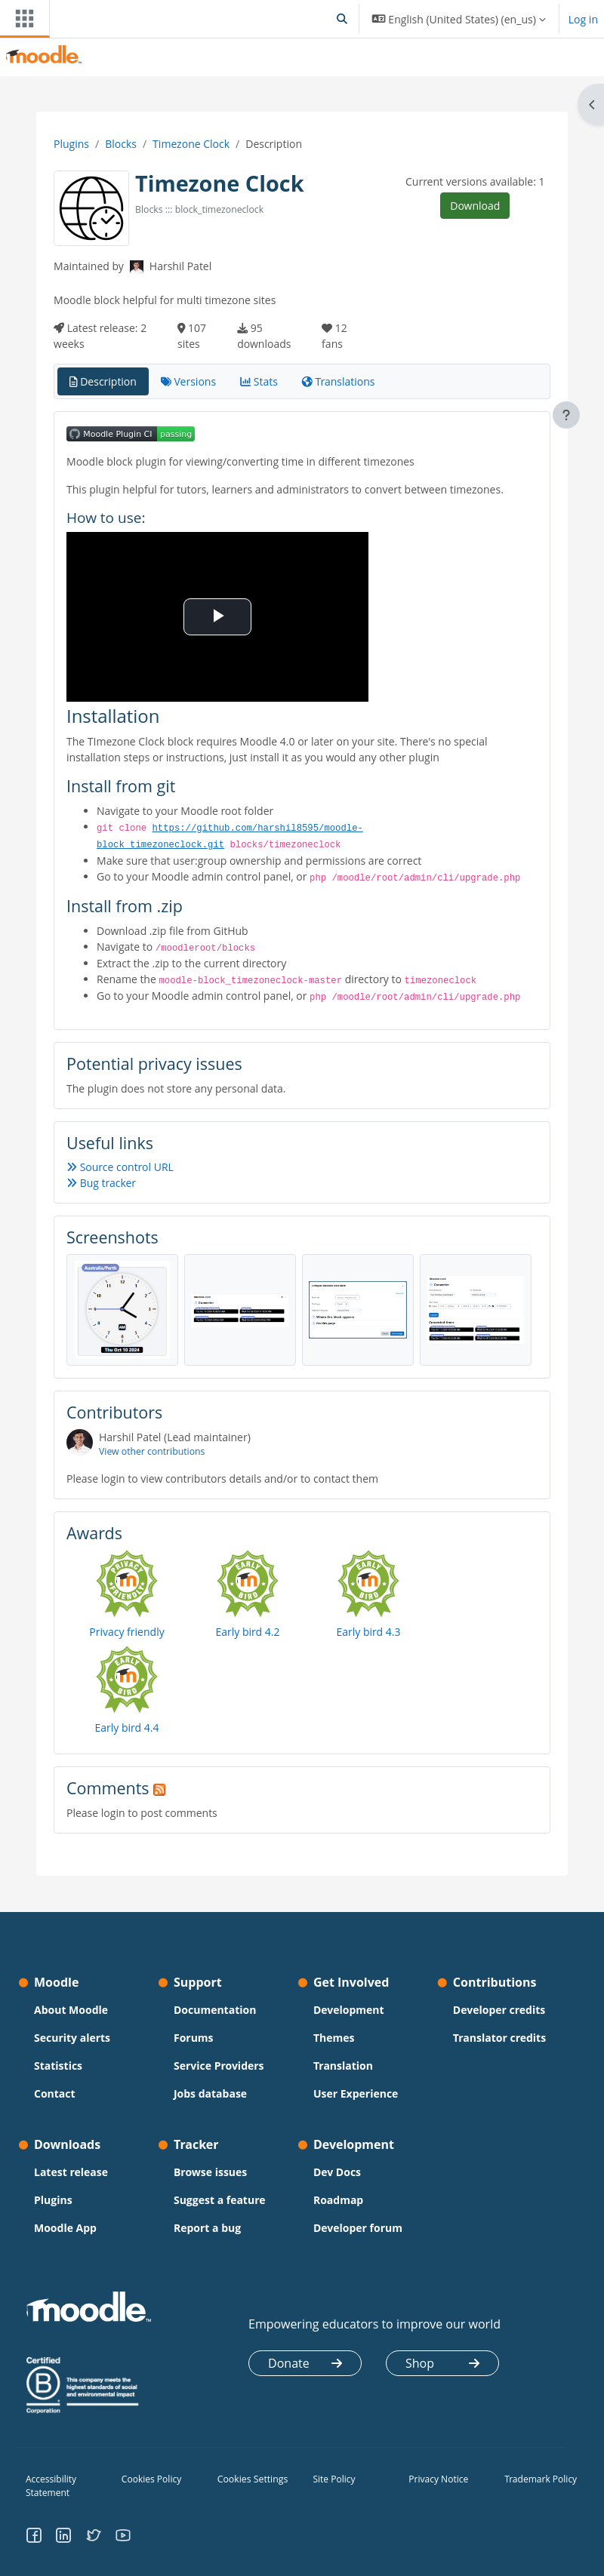 English (United States) (en_us)
Log in
moodle
Plugins / Blocks / Timezone Clock / Description
Timezone Clock
Blocks ::: block_timezoneclock
Current versions available: 1
Download
Maintained by Harshil Patel
Moodle block helpful for multi timezone sites
Latest release: 2 weeks
107 sites
95 downloads
12 fans
Description
Versions
Stats
Translations
Moodle Plugin CI passing
?
Moodle block plugin for viewing/converting time in different timezones
This plugin helpful for tutors, learners and administrators to convert between timezones.
How to use:
Installation
The Timezone Clock block requires Moodle 4.0 or later on your site. There's no special
installation steps or instructions, just install it as you would any other plugin
Install from git
Navigate to your Moodle root folder
git clone https://github.com/harshil8595/moodle-
block_timezoneclock.git blocks/timezoneclock
Make sure that user:group ownership and permissions are correct
Go to your Moodle admin control panel, or php /moodle/root/admin/cli/upgrade.php
Install from .zip
Download .zip file from GitHub
Navigate to /moodleroot/blocks
Extract the .zip to the current directory
Rename the moodle-block_timezoneclock-master directory to timezoneclock
Go to your Moodle admin control panel, or php /moodle/root/admin/cli/upgrade.php
Potential privacy issues
The plugin does not store any personal data.
Useful links
Source control URL
Bug tracker
Screenshots
Australia/Perth
AM
Thu Oct 10 2024
Contributors
Harshil Patel (Lead maintainer)
View other contributions
Please login to view contributors details and/or to contact them
Awards
PRIVACY FRIENDLY
EARLY BIRD
EARLY BIRD
Privacy friendly
Early bird 4.2
Early bird 4.3
EARLY BIRD
Early bird 4.4
Comments
Please login to post comments
Moodle
About Moodle
Security alerts
Statistics
Contact
Support
Documentation
Forums
Service Providers
Jobs database
Get Involved
Development
Themes
Translation
User Experience
Contributions
Developer credits
Translator credits
Downloads
Latest release
Plugins
Moodle App
Tracker
Browse issues
Suggest a feature
Report a bug
Development
Dev Docs
Roadmap
Developer forum
moodle
Empowering educators to improve our world
Donate
Shop
Certified
B
Corporation
This company meets the
highest standards of social
and environmental impact
Accessibility
Statement
Cookies Policy
Cookies Settings
Site Policy
Privacy Notice
Trademark Policy